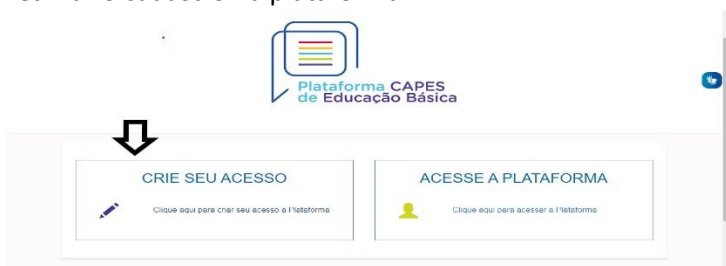 Plataforma CAPES
de Educação Básica
CRIE SEU ACESSO
Clique aqui para criar seu acesso a Plataforma
ACESSE A PLATAFORMA
Clique aqui para acessar a Plataforma